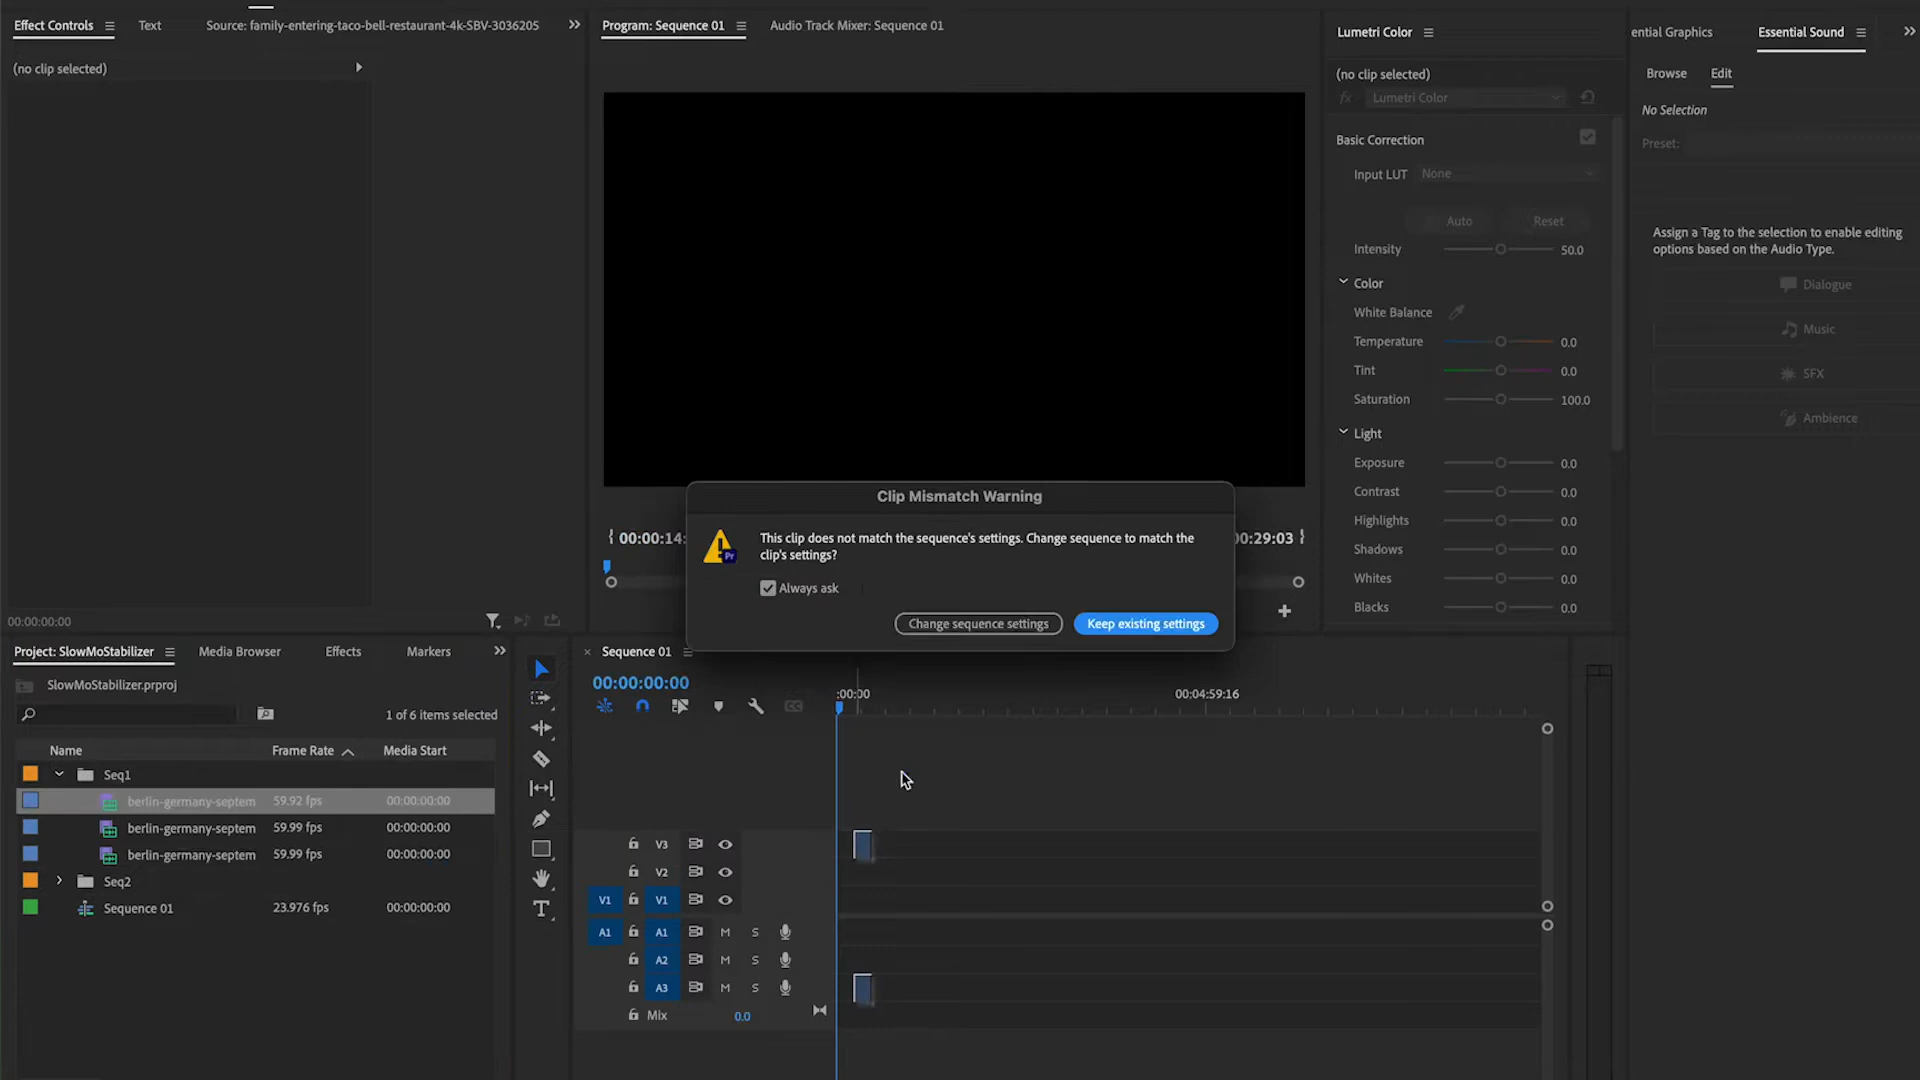 Effect Controls
Text
Source: family-entering-taco-bell-restaurant-4k-SBV-3036205
(no clip selected)
00:00:00:00
Program: Sequence 01
Audio Track Mixer: Sequence 01
00:00:14:
00:29:03
Lumetri Color
(no clip selected)
fx Lumetri Color
Basic Correction
Input LUT None
Auto Reset
Intensity 50.0
Color
White Balance
Temperature 0.0
Tint 0.0
Saturation 100.0
Light
Exposure 0.0
Contrast 0.0
Highlights 0.0
Shadows 0.0
Whites 0.0
Blacks 0.0
ential Graphics
Essential Sound
Browse Edit
No Selection
Preset:
Assign a Tag to the selection to enable editing
options based on the Audio Type.
Dialogue
Music
SFX
Ambience
Clip Mismatch Warning
Pr
This clip does not match the sequence's settings. Change sequence to match the
clip's settings?
Always ask
Change sequence settings
Keep existing settings
Project: SlowMoStabilizer
Media Browser
Effects
Markers
SlowMoStabilizer.prproj
1 of 6 items selected
Name Frame Rate Media Start
Seq1
berlin-germany-septem 59.92 fps 00:00:00:00
berlin-germany-septem 59.99 fps 00:00:00:00
berlin-germany-septem 59.99 fps 00:00:00:00
Seq2
Sequence 01 23.976 fps 00:00:00:00
T
Sequence 01
00:00:00:00
CC
:00:00
00:04:59:16
V3
V2
V1 V1
A1 A1 M S
A2 M S
A3 M S
Mix 0.0